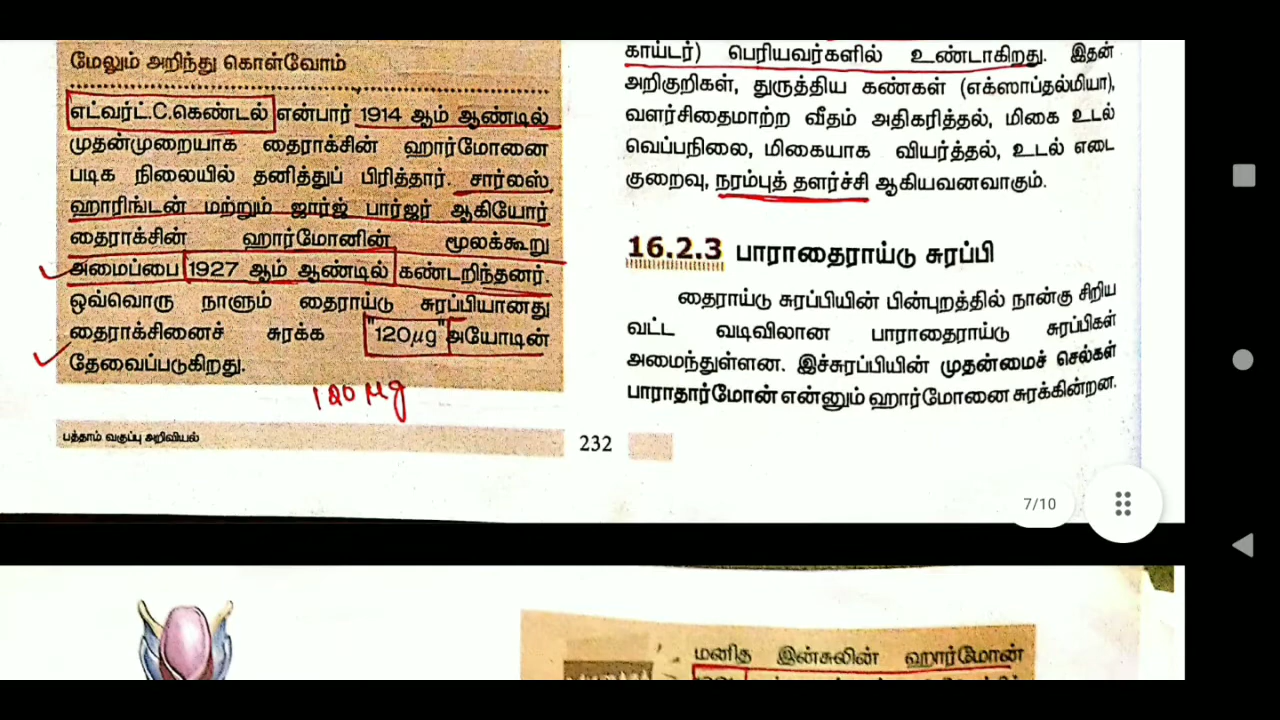 மேலும் அறிந்து கொள்வோம்
எட்வர்ட்.C.கெண்டல் என்பார் 1914 ஆம் ஆண்டில்
முதன்முறையாக தைராக்சின் ஹார்மோனை
படிக நிலையில் தனித்துப் பிரித்தார். சார்லஸ்
ஹாரிங்டன் மற்றும் ஜார்ஜ் பார்ஜர் ஆகியோர்
தைராக்சின் ஹார்மோனின் மூலக்கூறு
அமைப்பை 1927 ஆம் ஆண்டில் கண்டறிந்தனர்.
ஒவ்வொரு நாளும் தைராய்டு சுரப்பியானது
தைராக்சினைச் சுரக்க "120μg" அயோடின்
தேவைப்படுகிறது.
120 μg
பத்தாம் வகுப்பு அறிவியல்
232
காய்டர்) பெரியவர்களில் உண்டாகிறது. இதன்
அறிகுறிகள், துருத்திய கண்கள் (எக்ஸாப்தல்மியா),
வளர்சிதைமாற்ற வீதம் அதிகரித்தல், மிகை உடல்
வெப்பநிலை, மிகையாக வியர்த்தல், உடல் எடை
குறைவு, நரம்புத் தளர்ச்சி ஆகியவனவாகும்.
16.2.3 பாராதைராய்டு சுரப்பி
தைராய்டு சுரப்பியின் பின்புறத்தில் நான்கு சிறிய
வட்ட வடிவிலான பாராதைராய்டு சுரப்பிகள்
அமைந்துள்ளன. இச்சுரப்பியின் முதன்மைச் செல்கள்
பாராதார்மோன் என்னும் ஹார்மோனை சுரக்கின்றன.
7/10
மனித இன்சுலின் ஹார்மோன்